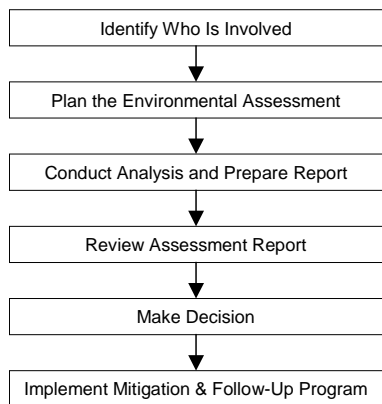 Identify Who Is Involved
Plan the Environmental Assessment
Conduct Analysis and Prepare Report
Review Assessment Report
Make Decision
Implement Mitigation & Follow-Up Program